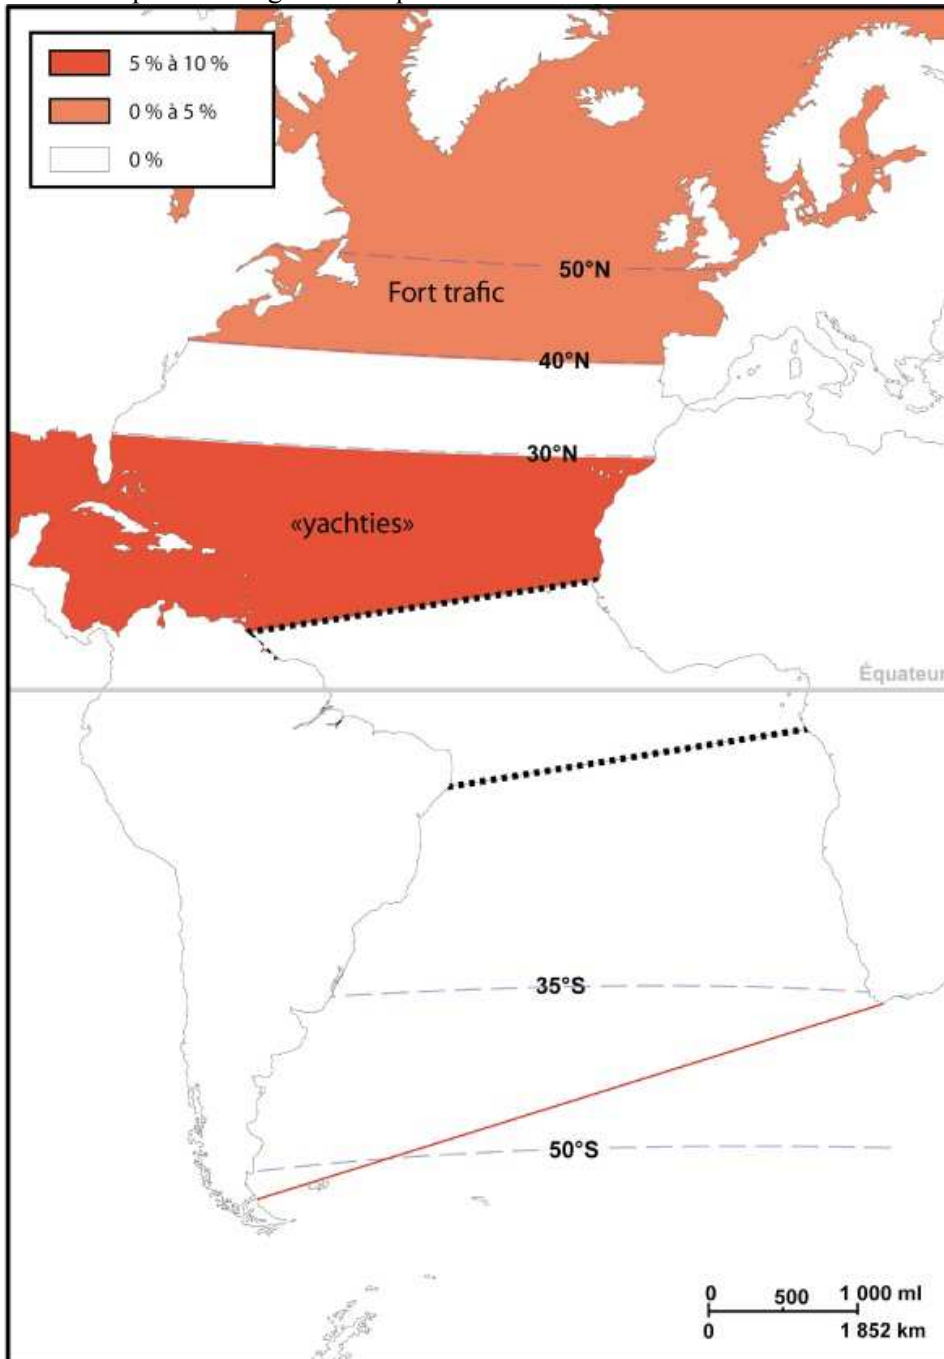 5 % à 10 %
0 % à 5 %
0 %
50°N
Fort trafic
40°N
30°N
«yachties»
Équateur
35°S
50°S
0 500 1 000 ml
0 1 852 km